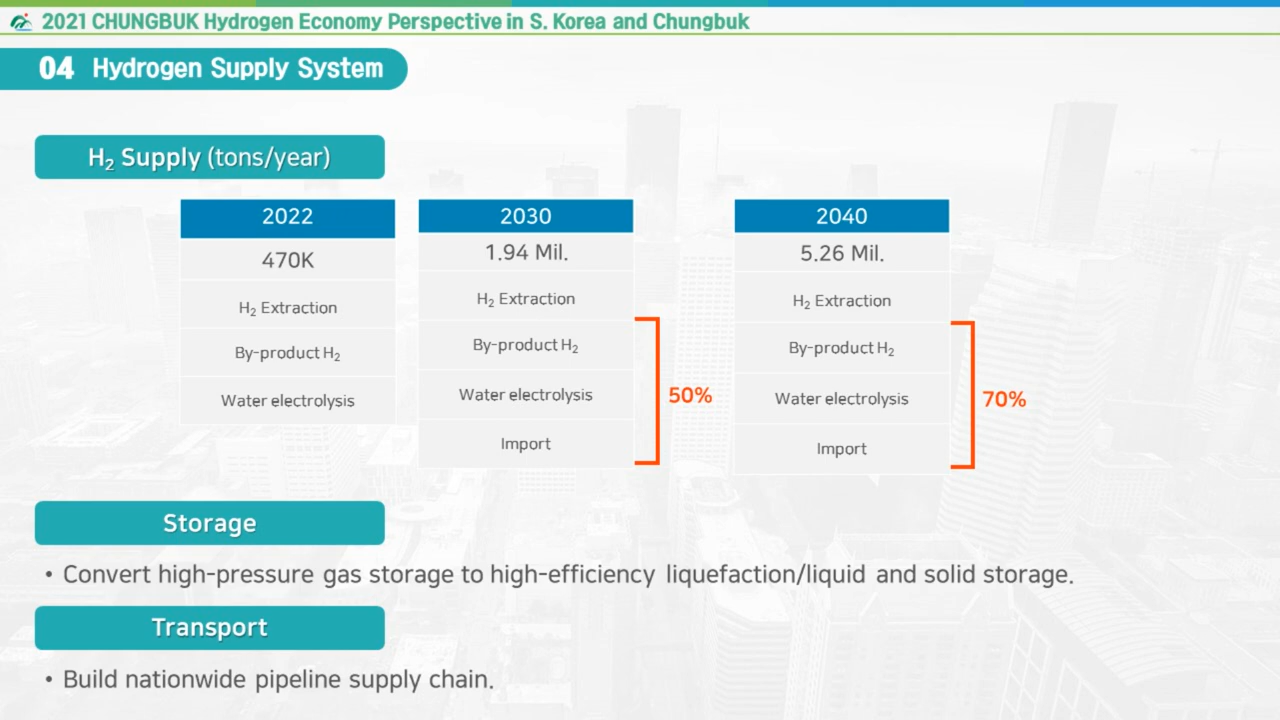 2021 CHUNGBUK Hydrogen Economy Perspective in S. Korea and Chungbuk
04 Hydrogen Supply System
H₂ Supply (tons/year)
2022
470K
H₂ Extraction
By-product H₂
Water electrolysis
2030
1.94 Mil.
H₂ Extraction
By-product H₂
Water electrolysis
Import
50%
2040
5.26 Mil.
H₂ Extraction
By-product H₂
Water electrolysis
Import
70%
Storage
• Convert high-pressure gas storage to high-efficiency liquefaction/liquid and solid storage.
Transport
• Build nationwide pipeline supply chain.